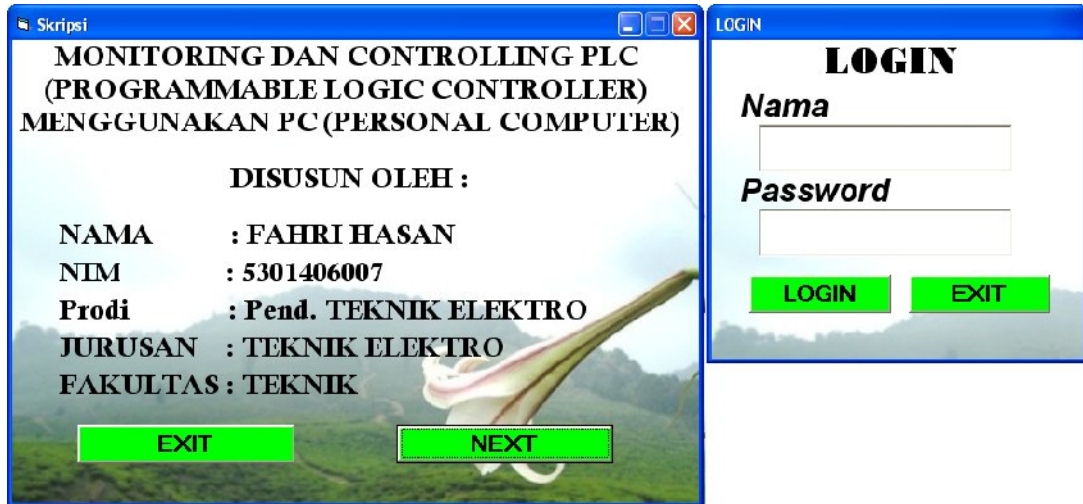 Skripsi
MONITORING DAN CONTROLLING PLC
(PROGRAMMABLE LOGIC CONTROLLER)
MENGGUNAKAN PC (PERSONAL COMPUTER)
DISUSUN OLEH :
NAMA : FAHRI HASAN
NIM : 5301406007
Prodi : Pend. TEKNIK ELEKTRO
JURUSAN : TEKNIK ELEKTRO
FAKULTAS : TEKNIK
EXIT NEXT
LOGIN
LOGIN
Nama
Password
LOGIN EXIT